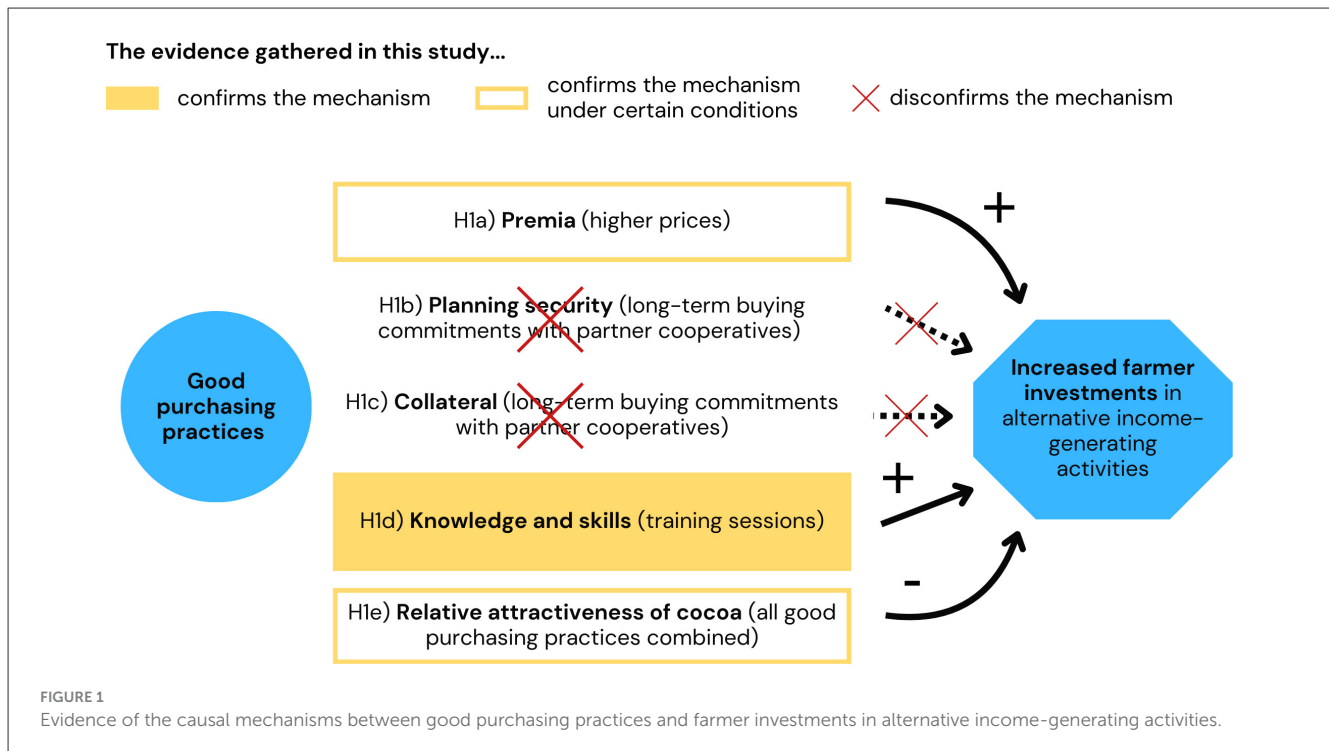 The evidence gathered in this study...
confirms the mechanism
confirms the mechanism
under certain conditions
disconfirms the mechanism
H1a) Premia (higher prices)
+
H1b) Planning security (long-term buying
commitments with partner cooperatives)
Good
purchasing
practices
H1c) Collateral (long-term buying commitments
with partner cooperatives)
Increased farmer
investments in
alternative income-
generating
activities
+
H1d) Knowledge and skills (training sessions)
-
H1e) Relative attractiveness of cocoa (all good
purchasing practices combined)
FIGURE 1
Evidence of the causal mechanisms between good purchasing practices and farmer investments in alternative income-generating activities.